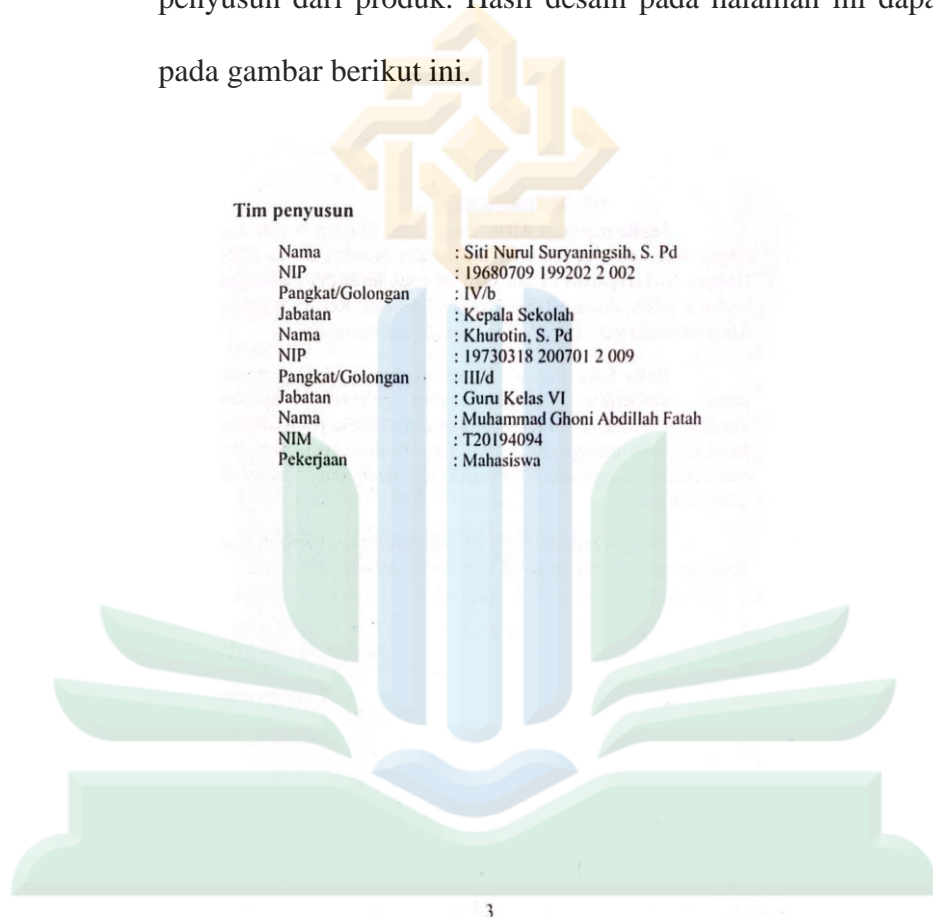 penyusun dari produk. Hasil desain pada halaman ini dapa
pada gambar berikut ini.
Tim penyusun
Nama : Siti Nurul Suryaningsih, S. Pd
NIP : 19680709 199202 2 002
Pangkat/Golongan : IV/b
Jabatan : Kepala Sekolah
Nama : Khurotin, S. Pd
NIP : 19730318 200701 2 009
Pangkat/Golongan : III/d
Jabatan : Guru Kelas VI
Nama : Muhammad Ghoni Abdillah Fatah
NIM : T20194094
Pekerjaan : Mahasiswa
3